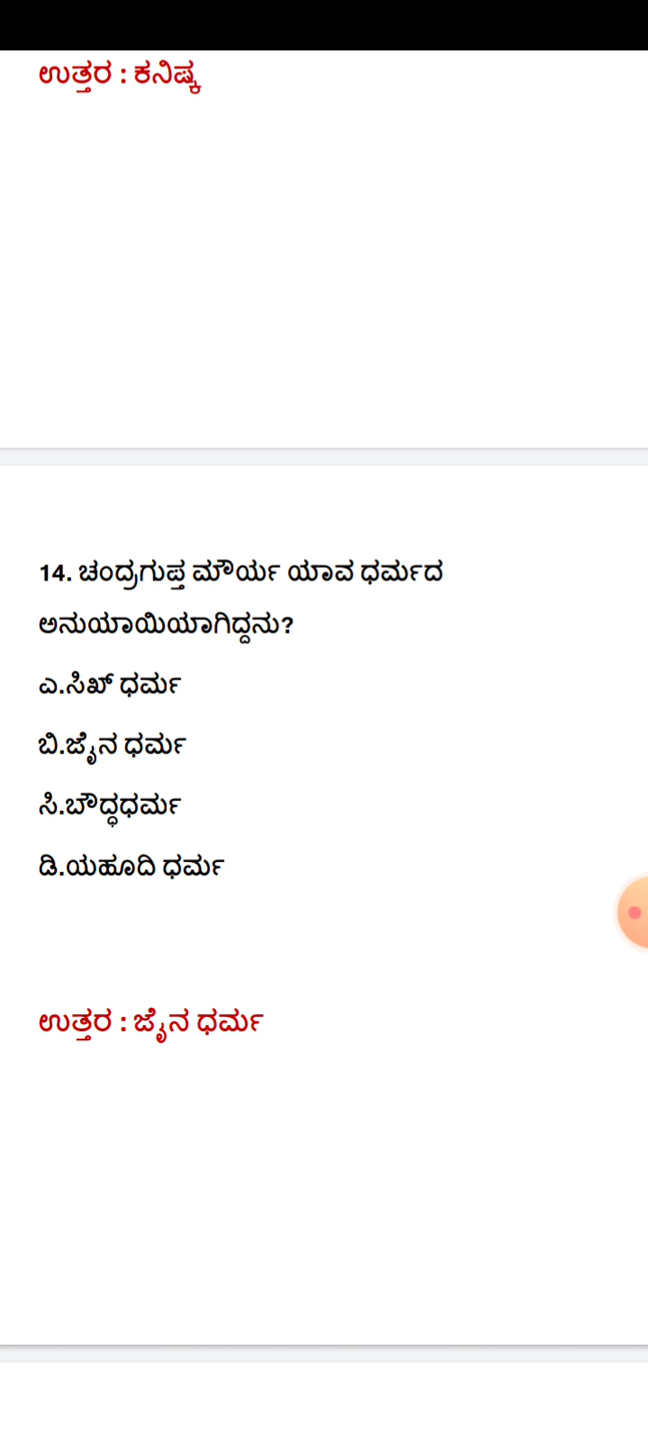 ಉತ್ತರ : ಕನಿಷ್ಕ
14. ಚಂದ್ರಗುಪ್ತ ಮೌರ್ಯ ಯಾವ ಧರ್ಮದ
ಅನುಯಾಯಿಯಾಗಿದ್ದನು?
ಎ.ಸಿಖ್ ಧರ್ಮ
ಬಿ.ಜೈನ ಧರ್ಮ
ಸಿ.ಬೌದ್ಧಧರ್ಮ
ಡಿ.ಯಹೂದಿ ಧರ್ಮ
ಉತ್ತರ : ಜೈನ ಧರ್ಮ